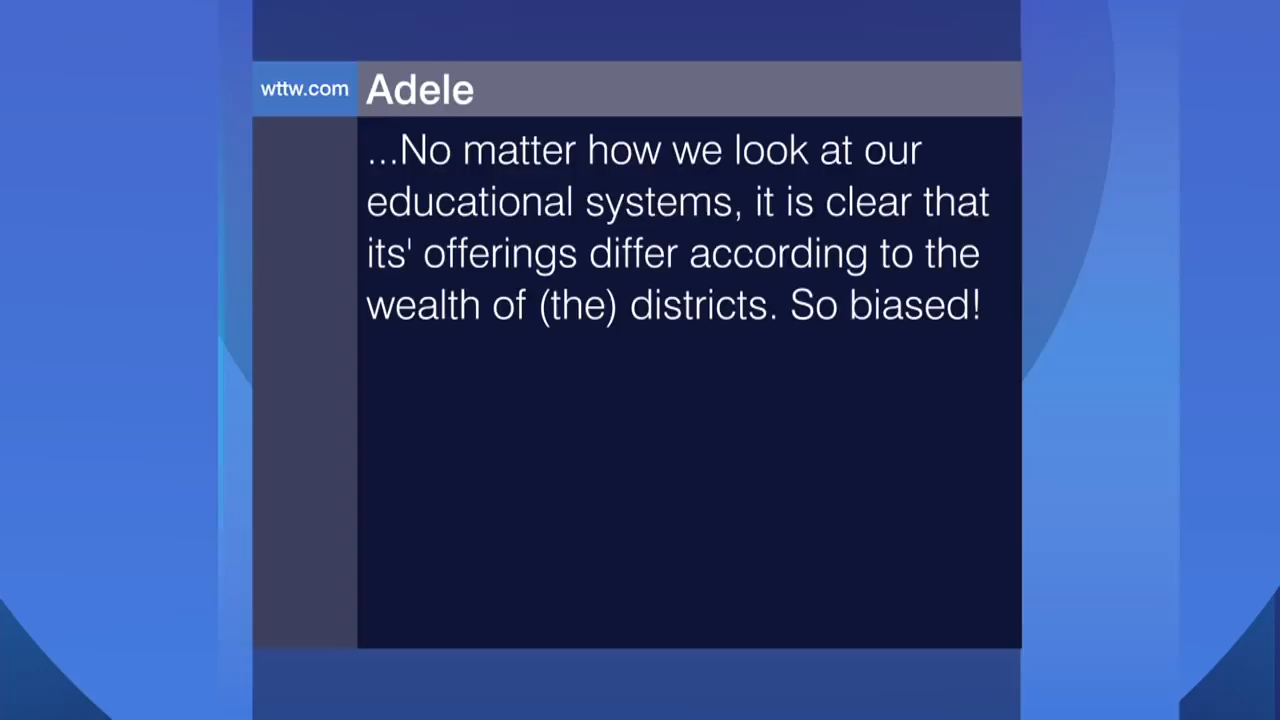 wttw.com
Adele
...No matter how we look at our
educational systems, it is clear that
its' offerings differ according to the
wealth of (the) districts. So biased!